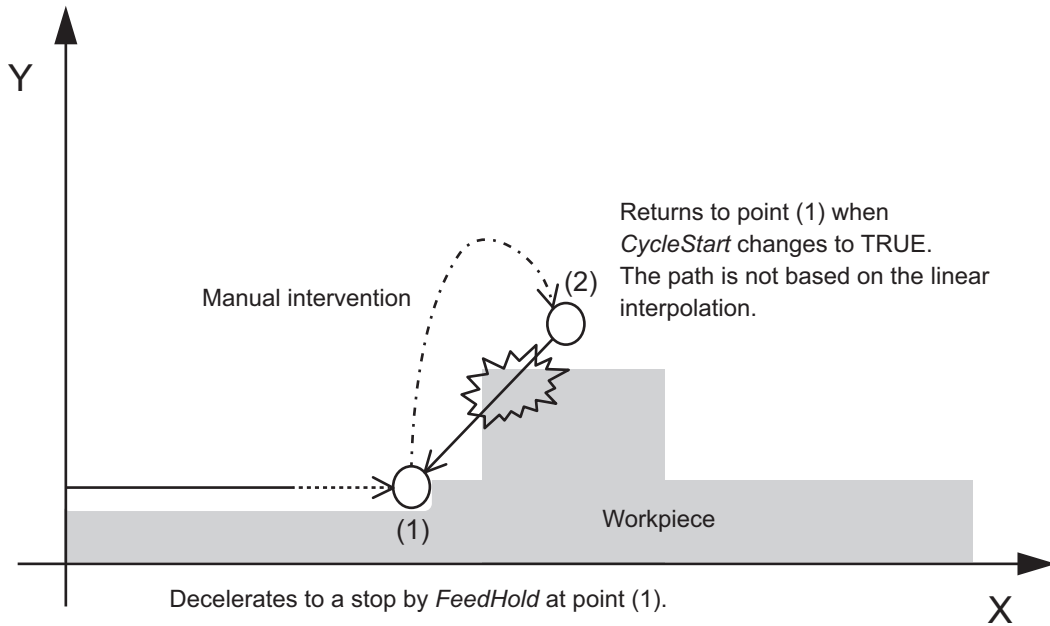 Y
Returns to point (1) when
CycleStart changes to TRUE.
The path is not based on the linear
interpolation.
(2)
Manual intervention
(1)
Workpiece
Decelerates to a stop by FeedHold at point (1).
X